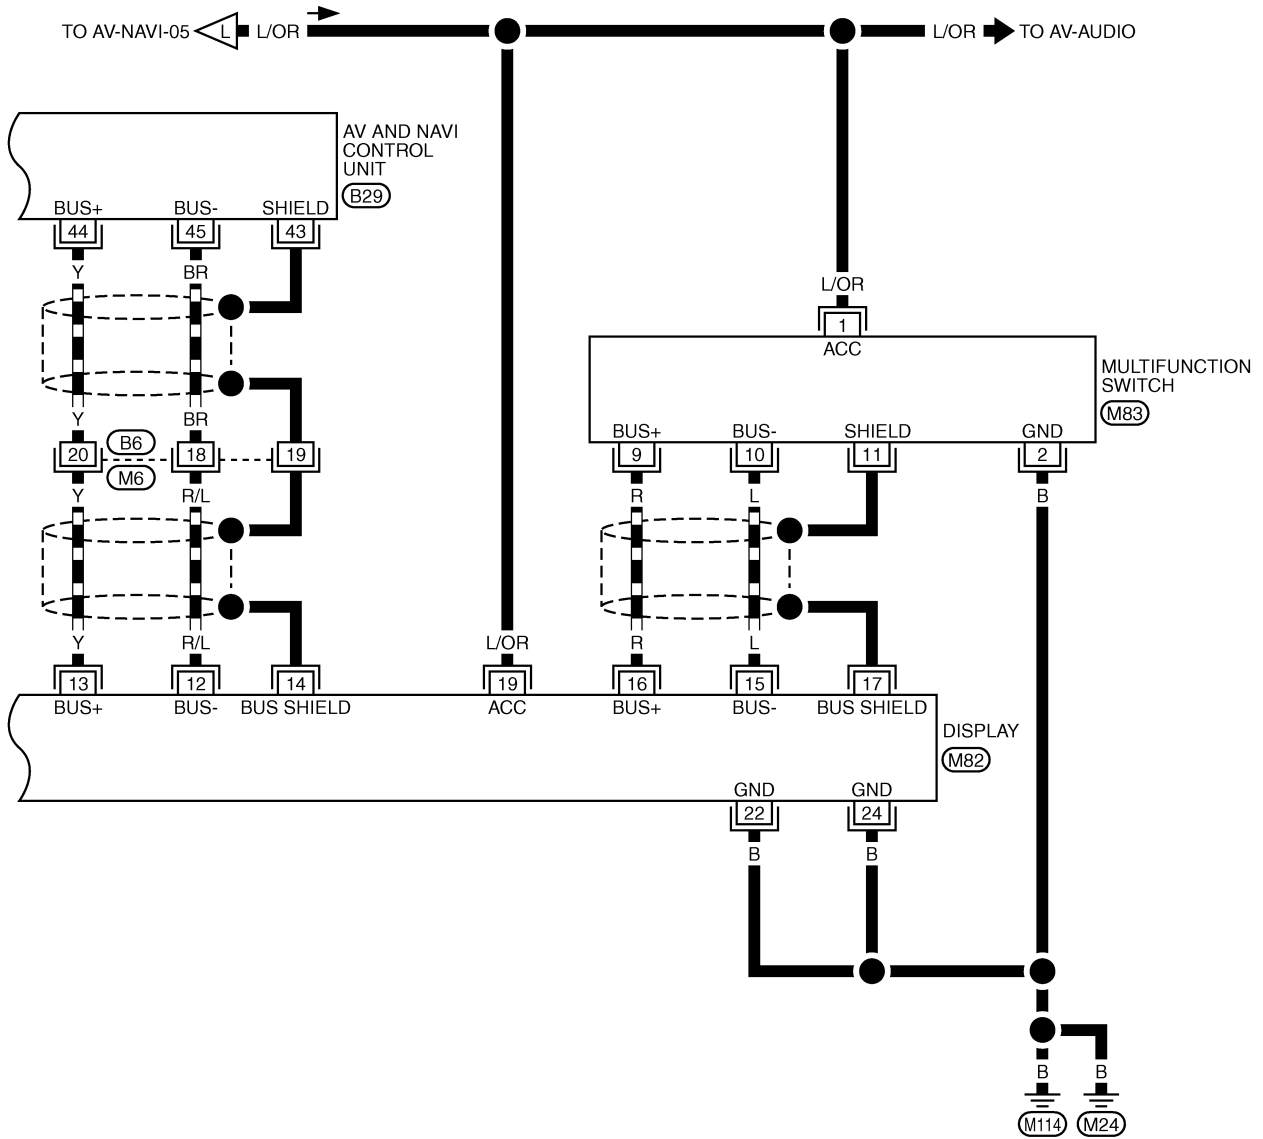 TO AV-NAVI-05 L L/OR L/OR TO AV-AUDIO
AV AND NAVI
CONTROL
UNIT
B29
BUS+ BUS- SHIELD
44 45 43
Y BR
L/OR
1
ACC
MULTIFUNCTION
SWITCH
M83
Y BR
BUS+ BUS- SHIELD GND
B6
20 18 19 9 10 11 2
M6
Y R/L R L B
Y R/L L/OR R L
13 12 14 19 16 15 17
BUS+ BUS- BUS SHIELD ACC BUS+ BUS- BUS SHIELD
DISPLAY
M82
GND GND
22 24
B B
B B
M114 M24